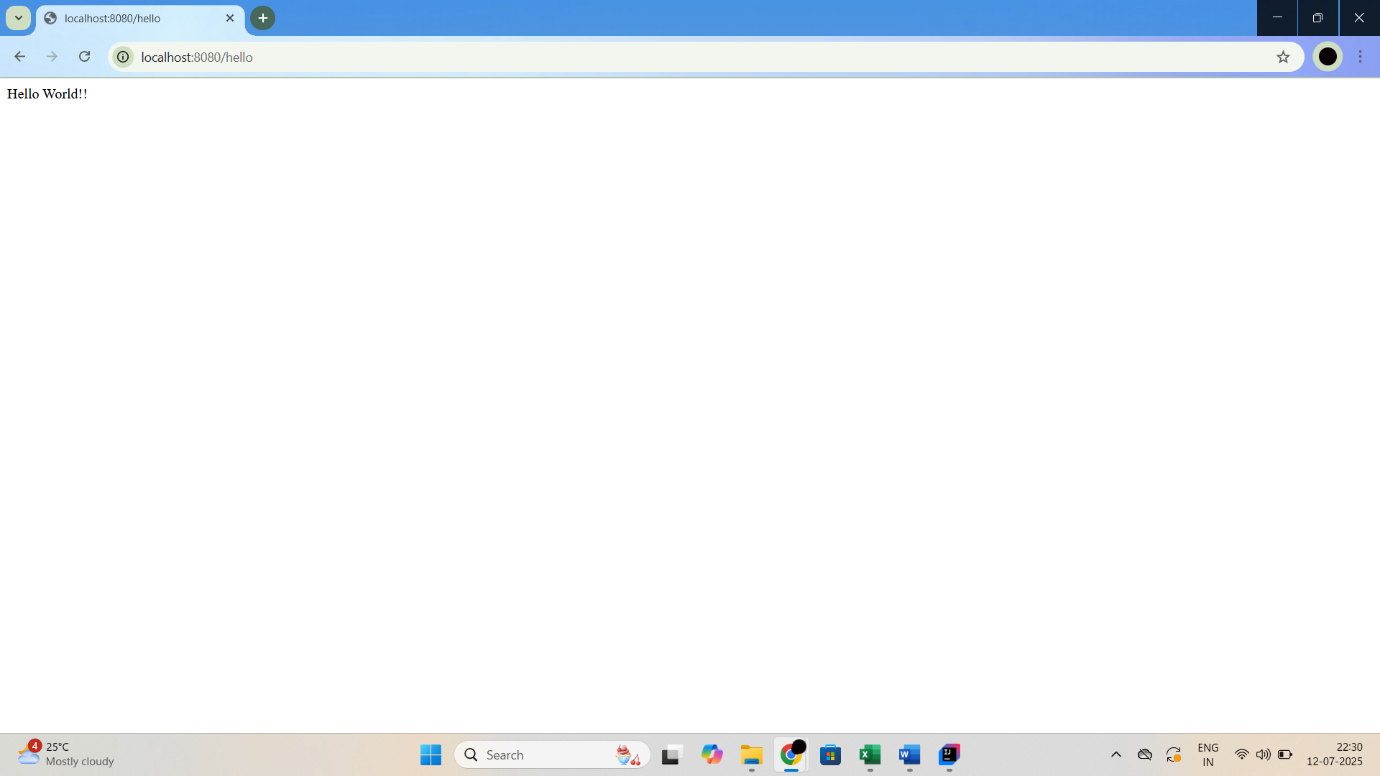 localhost:8080/hello
localhost:8080/hello
Hello World!!
4
25°C
Mostly cloudy
Search
ENG
IN
22:30
12-07-2025